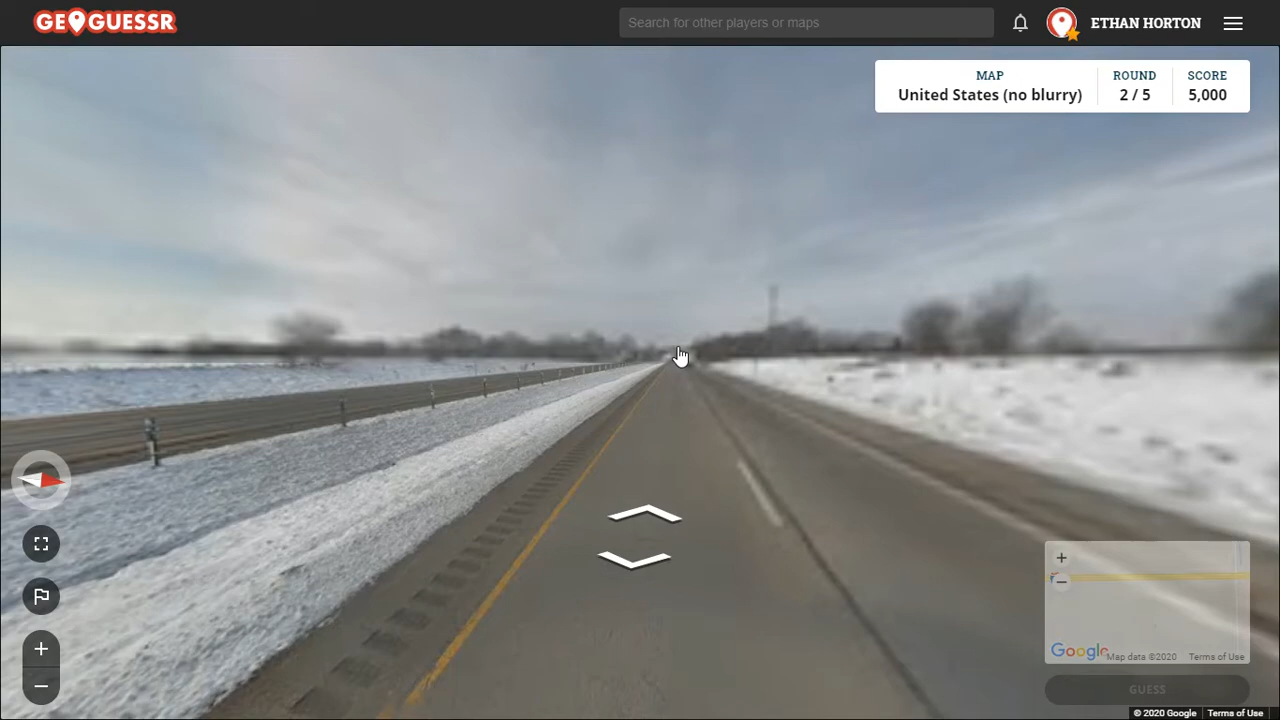 GEOGUESSR
Search for other players or maps
ETHAN HORTON
MAP
ROUND
SCORE
United States (no blurry)
2 / 5
5,000
+
−
+
−
Google
Map data ©2020
Terms of Use
GUESS
© 2020 Google
Terms of Use